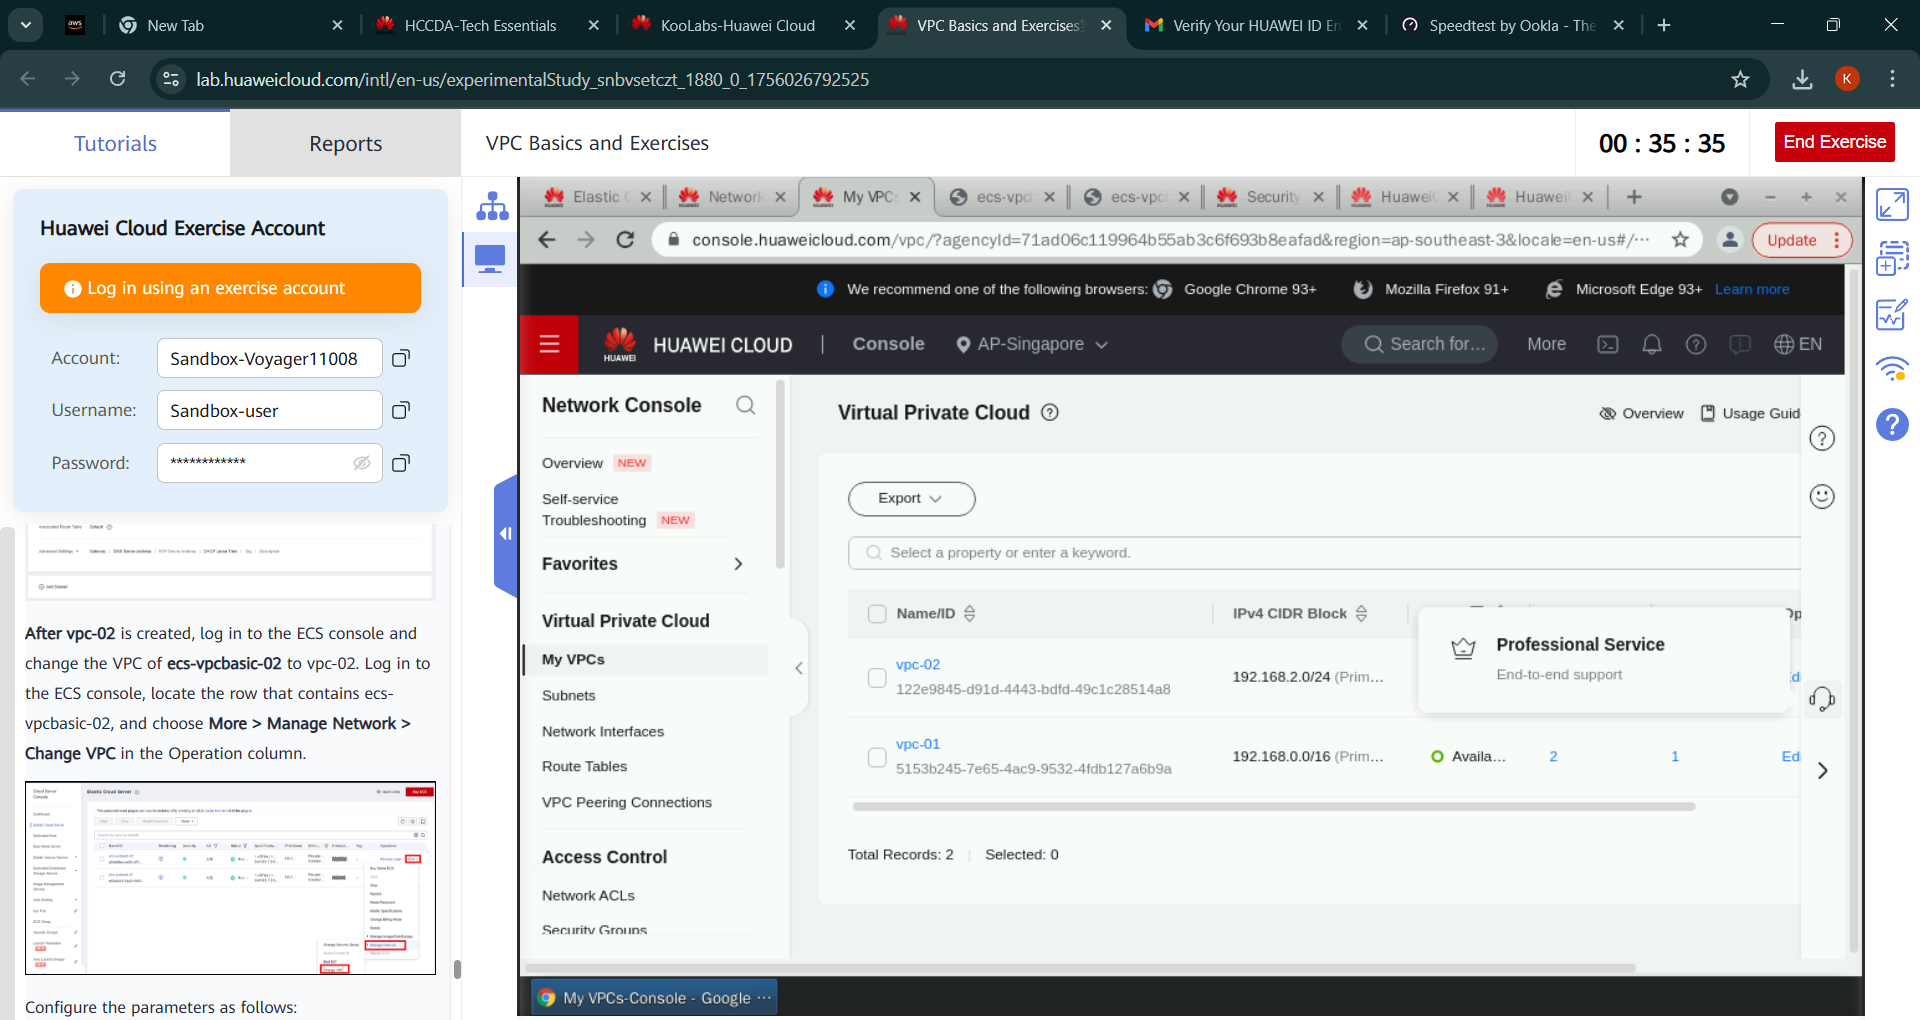 New Tab
HCCDA-Tech Essentials
KooLabs-Huawei Cloud
VPC Basics and Exercises
Verify Your HUAWEI ID Em
Speedtest by Ookla - The
lab.huaweicloud.com/intl/en-us/experimentalStudy_snbvsetczt_1880_0_1756026792525
K
Tutorials
Reports
VPC Basics and Exercises
00 : 35 : 35
End Exercise
Huawei Cloud Exercise Account
Log in using an exercise account
Account:
Sandbox-Voyager11008
Username:
Sandbox-user
Password:
************
Associated Route Table Default
Add Subnet
After vpc-02 is created, log in to the ECS console and
change the VPC of ecs-vpcbasic-02 to vpc-02. Log in to
the ECS console, locate the row that contains ecs-
vpcbasic-02, and choose More > Manage Network >
Change VPC in the Operation column.
Elastic Cloud Server
Configure the parameters as follows:
Elastic C
Network
My VPCs
ecs-vpc
ecs-vpc
Security
Huawei
Huawei
console.huaweicloud.com/vpc/?agencyId=71ad06c119964b55ab3c6f693b8eafad&region=ap-southeast-3&locale=en-us#/···
Update
We recommend one of the following browsers:
Google Chrome 93+
Mozilla Firefox 91+
Microsoft Edge 93+
Learn more
HUAWEI
HUAWEI CLOUD
|
Console
AP-Singapore
Search for...
More
EN
Network Console
Overview NEW
Self-service
Troubleshooting NEW
Favorites
Virtual Private Cloud
My VPCs
Subnets
Network Interfaces
Route Tables
VPC Peering Connections
Access Control
Network ACLs
Security Groups
Virtual Private Cloud
Overview
Usage Guid
Export
Select a property or enter a keyword.
Name/ID
IPv4 CIDR Block
Op
vpc-02
122e9845-d91d-4443-bdfd-49c1c28514a8
192.168.2.0/24 (Prim...
Professional Service
End-to-end support
vpc-01
5153b245-7e65-4ac9-9532-4fdb127a6b9a
192.168.0.0/16 (Prim...
Availa...
2
1
Edi
Total Records: 2
Selected: 0
My VPCs-Console - Google ···